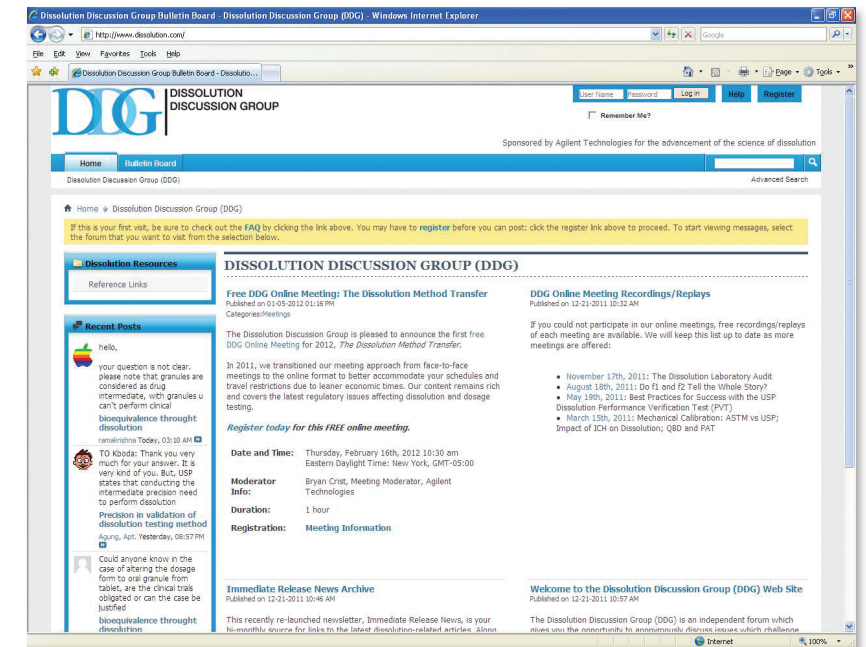 Dissolution Discussion Group Bulletin Board - Dissolution Discussion Group (DDG) - Windows Internet Explorer
http://www.dissolution.com/
Google
File Edit View Favorites Tools Help
Dissolution Discussion Group Bulletin Board - Dissolutio...
Page Tools
DDG
DISSOLUTION
DISCUSSION GROUP
User Name Password Log in Help Register
Remember Me?
Sponsored by Agilent Technologies for the advancement of the science of dissolution
Home Bulletin Board
Dissolution Discussion Group (DDG)
Advanced Search
Home Dissolution Discussion Group (DDG)
If this is your first visit, be sure to check out the FAQ by clicking the link above. You may have to register before you can post: click the register link above to proceed. To start viewing messages, select
the forum that you want to visit from the selection below.
Dissolution Resources
Reference Links
Recent Posts
hello,
your question is not clear.
please note that granules are
considered as drug
intermediate, with granules u
can't perform clinical
bioequivalence throught
dissolution
ramakrishna Today, 03:10 AM
TO Kboda: Thank you very
much for your answer. It is
very kind of you. But, USP
states that conducting the
intermediate precision need
to perform dissolution
Precision in validation of
dissolution testing method
Agung, Apt. Yesterday, 08:57 PM
Could anyone know in the
case of altering the dosage
form to oral granule from
tablet, are the clinical trials
obligated or can the case be
justified
bioequivalence throught
dissolution
DISSOLUTION DISCUSSION GROUP (DDG)
Free DDG Online Meeting: The Dissolution Method Transfer
Published on 01-05-2012 01:16 PM
Categories:Meetings
The Dissolution Discussion Group is pleased to announce the first free
DDG Online Meeting for 2012, The Dissolution Method Transfer.
In 2011, we transitioned our meeting approach from face-to-face
meetings to the online format to better accommodate your schedules and
travel restrictions due to leaner economic times. Our content remains rich
and covers the latest regulatory issues affecting dissolution and dosage
testing.
Register today for this FREE online meeting.
Date and Time: Thursday, February 16th, 2012 10:30 am
Eastern Daylight Time: New York, GMT-05:00
Moderator Bryan Crist, Meeting Moderator, Agilent
Info: Technologies
Duration: 1 hour
Registration: Meeting Information
DDG Online Meeting Recordings/Replays
Published on 12-21-2011 10:32 AM
If you could not participate in our online meetings, free recordings/replays
of each meeting are available. We will keep this list up to date as more
meetings are offered:
• November 17th, 2011: The Dissolution Laboratory Audit
• August 18th, 2011: Do f1 and f2 Tell the Whole Story?
• May 19th, 2011: Best Practices for Success with the USP
Dissolution Performance Verification Test (PVT)
• March 15th, 2011: Mechanical Calibration: ASTM vs USP;
Impact of ICH on Dissolution; QBD and PAT
Immediate Release News Archive
Published on 12-21-2011 10:46 AM
This recently re-launched newsletter, Immediate Release News, is your
bi-monthly source for links to the latest dissolution-related articles. Along
Welcome to the Dissolution Discussion Group (DDG) Web Site
Published on 12-21-2011 10:57 AM
The Dissolution Discussion Group (DDG) is an independent forum which
gives you the opportunity to anonymously discuss issues which challenge
Internet 100%